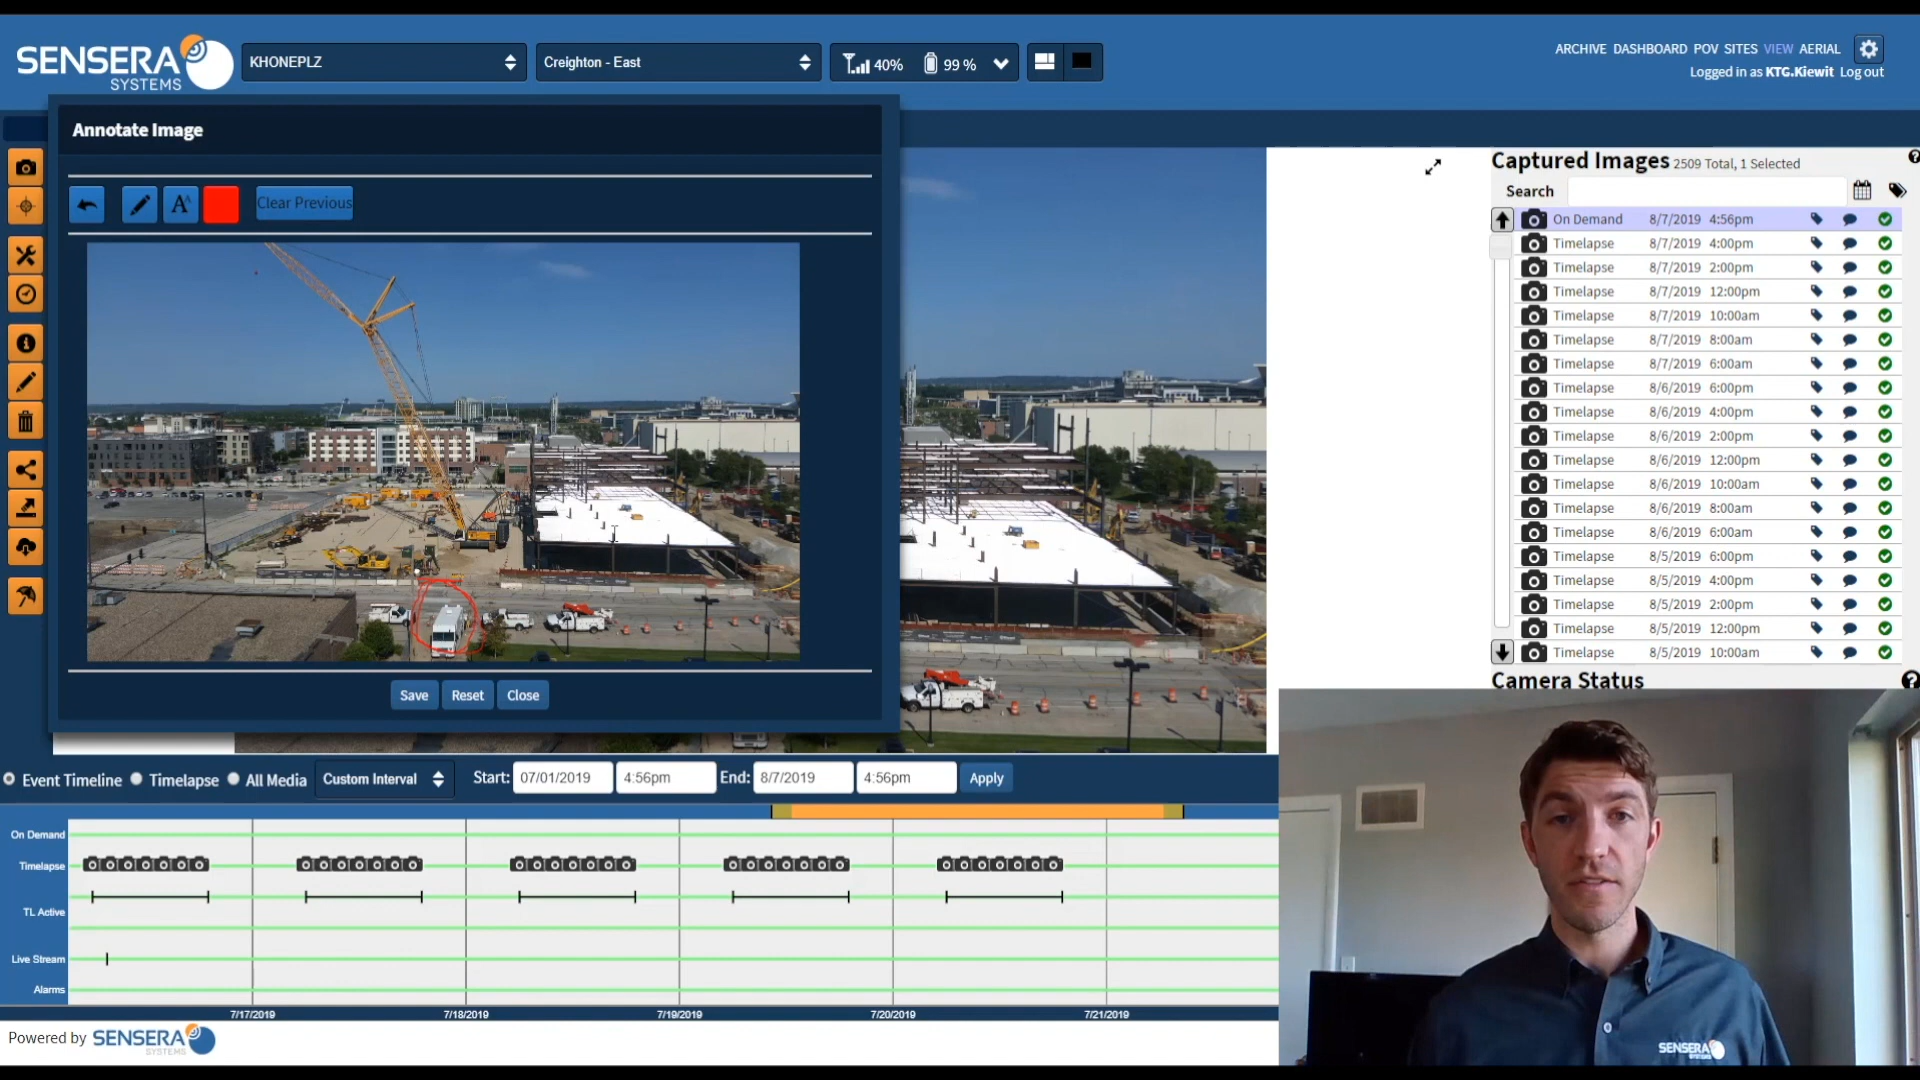 SENSERA
SYSTEMS
KHONEPLZ
Creighton - East
40%
99 %
ARCHIVE DASHBOARD POV SITES VIEW AERIAL
Logged in as KTG.Kiewit Log out
Annotate Image
Clear Previous
Save
Reset
Close
Captured Images 2509 Total, 1 Selected
Search
On Demand 8/7/2019 4:56pm
Timelapse 8/7/2019 4:00pm
Timelapse 8/7/2019 2:00pm
Timelapse 8/7/2019 12:00pm
Timelapse 8/7/2019 10:00am
Timelapse 8/7/2019 8:00am
Timelapse 8/7/2019 6:00am
Timelapse 8/6/2019 6:00pm
Timelapse 8/6/2019 4:00pm
Timelapse 8/6/2019 2:00pm
Timelapse 8/6/2019 12:00pm
Timelapse 8/6/2019 10:00am
Timelapse 8/6/2019 8:00am
Timelapse 8/6/2019 6:00am
Timelapse 8/5/2019 6:00pm
Timelapse 8/5/2019 4:00pm
Timelapse 8/5/2019 2:00pm
Timelapse 8/5/2019 12:00pm
Timelapse 8/5/2019 10:00am
Camera Status
Event Timeline Timelapse All Media Custom Interval Start: 07/01/2019 4:56pm End: 8/7/2019 4:56pm Apply
On Demand
Timelapse
TL Active
Live Stream
Alarms
7/17/2019 7/18/2019 7/19/2019 7/20/2019 7/21/2019
Powered by SENSERA
SYSTEMS
SENSERA
SYSTEMS